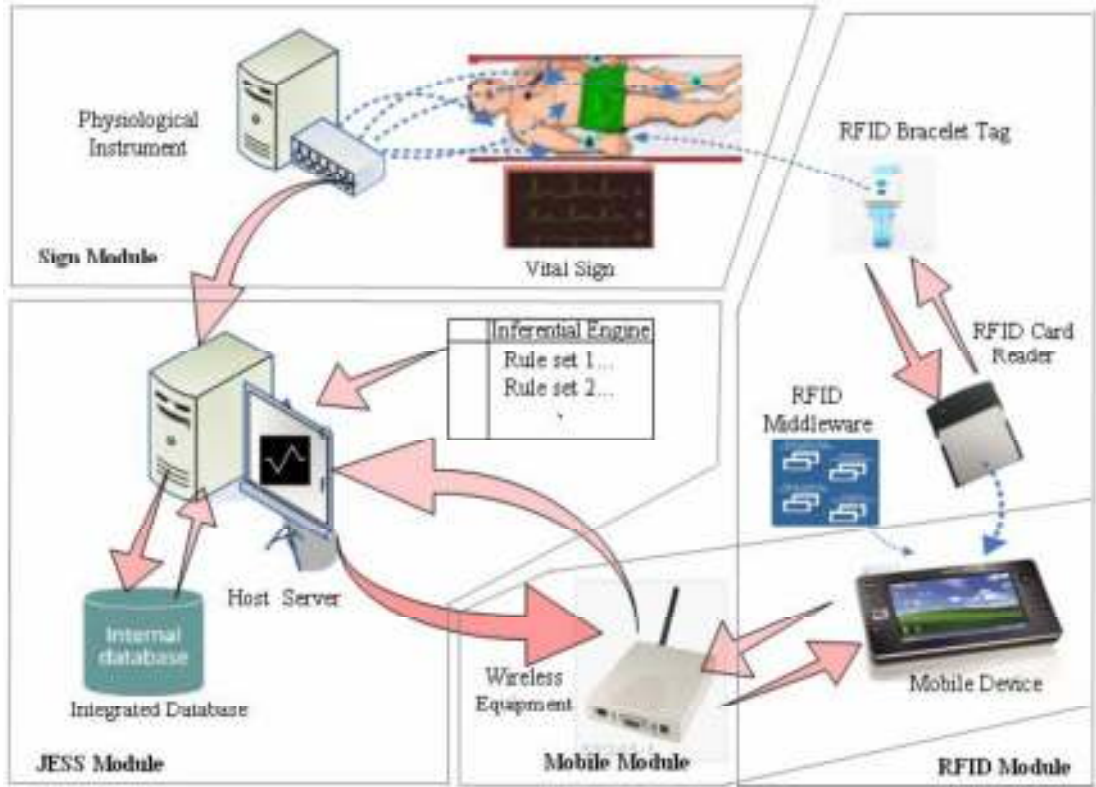 Physiological
Instrument
Sign Module
Vital Sign
RFID Bracelet Tag
RFID Card
Reader
RFID
Middleware
Inferential Engine
Rule set 1...
Rule set 2...
Host Server
Internal
database
Integrated Database
JESS Module
Wireless
Equipment
Mobile Module
Mobile Device
RFID Module